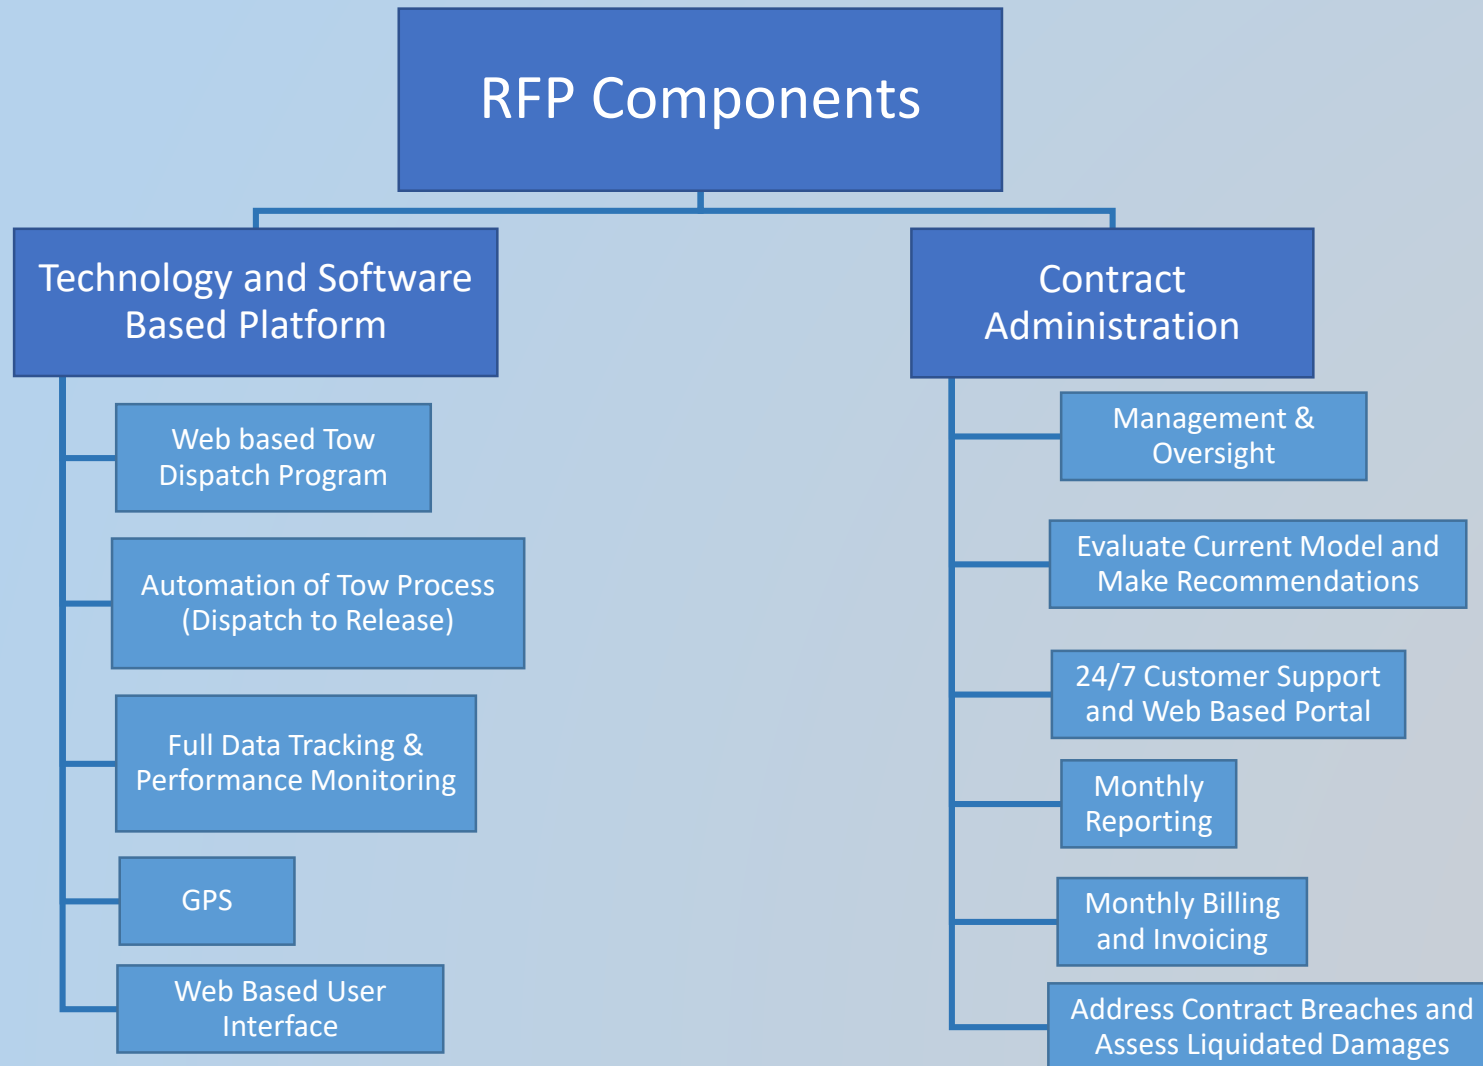 RFP Components
Technology and Software
Based Platform
Web based Tow
Dispatch Program
Automation of Tow Process
(Dispatch to Release)
Full Data Tracking &
Performance Monitoring
GPS
Web Based User
Interface
Contract
Administration
Management &
Oversight
Evaluate Current Model and
Make Recommendations
24/7 Customer Support
and Web Based Portal
Monthly
Reporting
Monthly Billing
and Invoicing
Address Contract Breaches and
Assess Liquidated Damages